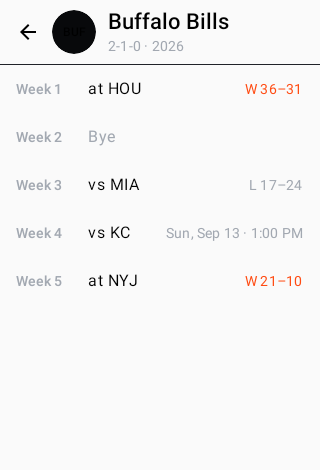 Buffalo Bills
BUF
2-1-0 · 2026
Week 1 at HOU W 36–31
Week 2 Bye
Week 3 vs MIA L 17–24
Week 4 vs KC Sun, Sep 13 · 1:00 PM
Week 5 at NYJ W 21–10